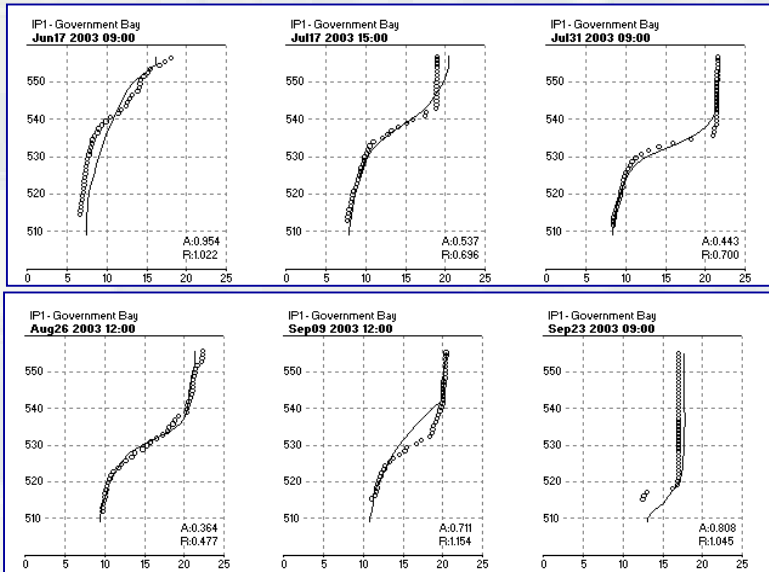 IP1 - Government Bay
Jun17 2003 09:00
550
540
530
520
510
A:0.954
R:1.022
0 5 10 15 20 25
IP1 - Government Bay
Jul17 2003 15:00
550
540
530
520
510
A:0.537
R:0.696
0 5 10 15 20 25
IP1 - Government Bay
Jul31 2003 09:00
550
540
530
520
510
A:0.443
R:0.700
0 5 10 15 20 25
IP1 - Government Bay
Aug26 2003 12:00
550
540
530
520
510
A:0.364
R:0.477
0 5 10 15 20 25
IP1 - Government Bay
Sep09 2003 12:00
550
540
530
520
510
A:0.711
R:1.154
0 5 10 15 20 25
IP1 - Government Bay
Sep23 2003 09:00
550
540
530
520
510
A:0.808
R:1.045
0 5 10 15 20 25